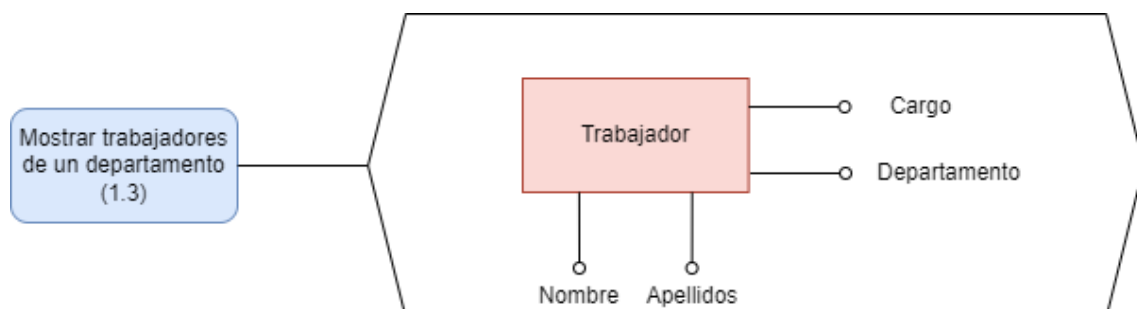 Mostrar trabajadores
de un departamento
(1.3)
Trabajador
Cargo
Departamento
Nombre
Apellidos